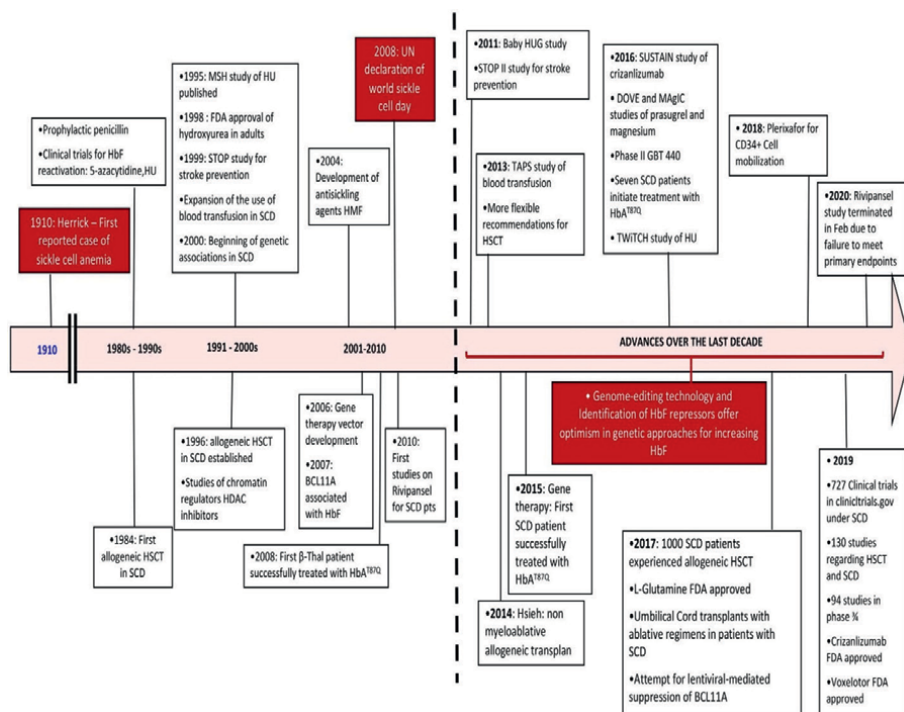 1910: Herrick – First
reported case of
sickle cell anemia
•Prophylactic penicillin
•Clinical trials for HbF
reactivation: 5-azacytidine,HU
•1995: MSH study of HU
published
•1998 : FDA approval of
hydroxyurea in adults
•1999: STOP study for
stroke prevention
•Expansion of the use of
blood transfusion in SCD
•2000: Beginning of genetic
associations in SCD
•2004:
Development of
antisickling
agents HMF
2008: UN
declaration of
world sickle
cell day
•2011: Baby HUG study
•STOP II study for stroke
prevention
•2013: TAPS study of
blood transfusion
•More flexible
recommendations for
HSCT
•2016: SUSTAIN study of
crizanlizumab
• DOVE and MAgIC
studies of prasugrel and
magnesium
•Phase II GBT 440
•Seven SCD patients
initiate treatment with
HbA^T87Q
•TWiTCH study of HU
• 2018: Plerixafor for
CD34+ Cell
mobilization
•2020: Rivipansel
study terminated
in Feb due to
failure to meet
primary endpoints
1910
1980s - 1990s
1991 - 2000s
2001-2010
ADVANCES OVER THE LAST DECADE
•1984: First
allogeneic HSCT
in SCD
•1996: allogeneic HSCT
in SCD established
•Studies of chromatin
regulators HDAC
inhibitors
•2006: Gene
therapy vector
development
•2007:
BCL11A
associated
with HbF
•2008: First β-Thal patient
successfully treated with HbA^T87Q
•2010:
First
studies on
Rivipansel
for SCD pts
•2014: Hsieh: non
myeloablative
allogeneic transplan
•2015: Gene
therapy: First
SCD patient
successfully
treated with
HbA^T87Q
• Genome-editing technology and
Identification of HbF repressors offer
optimism in genetic approaches for increasing
HbF
•2017: 1000 SCD patients
experienced allogeneic HSCT
•L-Glutamine FDA approved
•Umbilical Cord transplants with
ablative regimens in patients with
SCD
•Attempt for lentiviral-mediated
suppression of BCL11A
• 2019
•727 Clinical trials
in clinicltrials.gov
under SCD
•130 studies
regarding HSCT
and SCD
•94 studies in
phase ¾
•Crizanlizumab
FDA approved
•Voxelotor FDA
approved